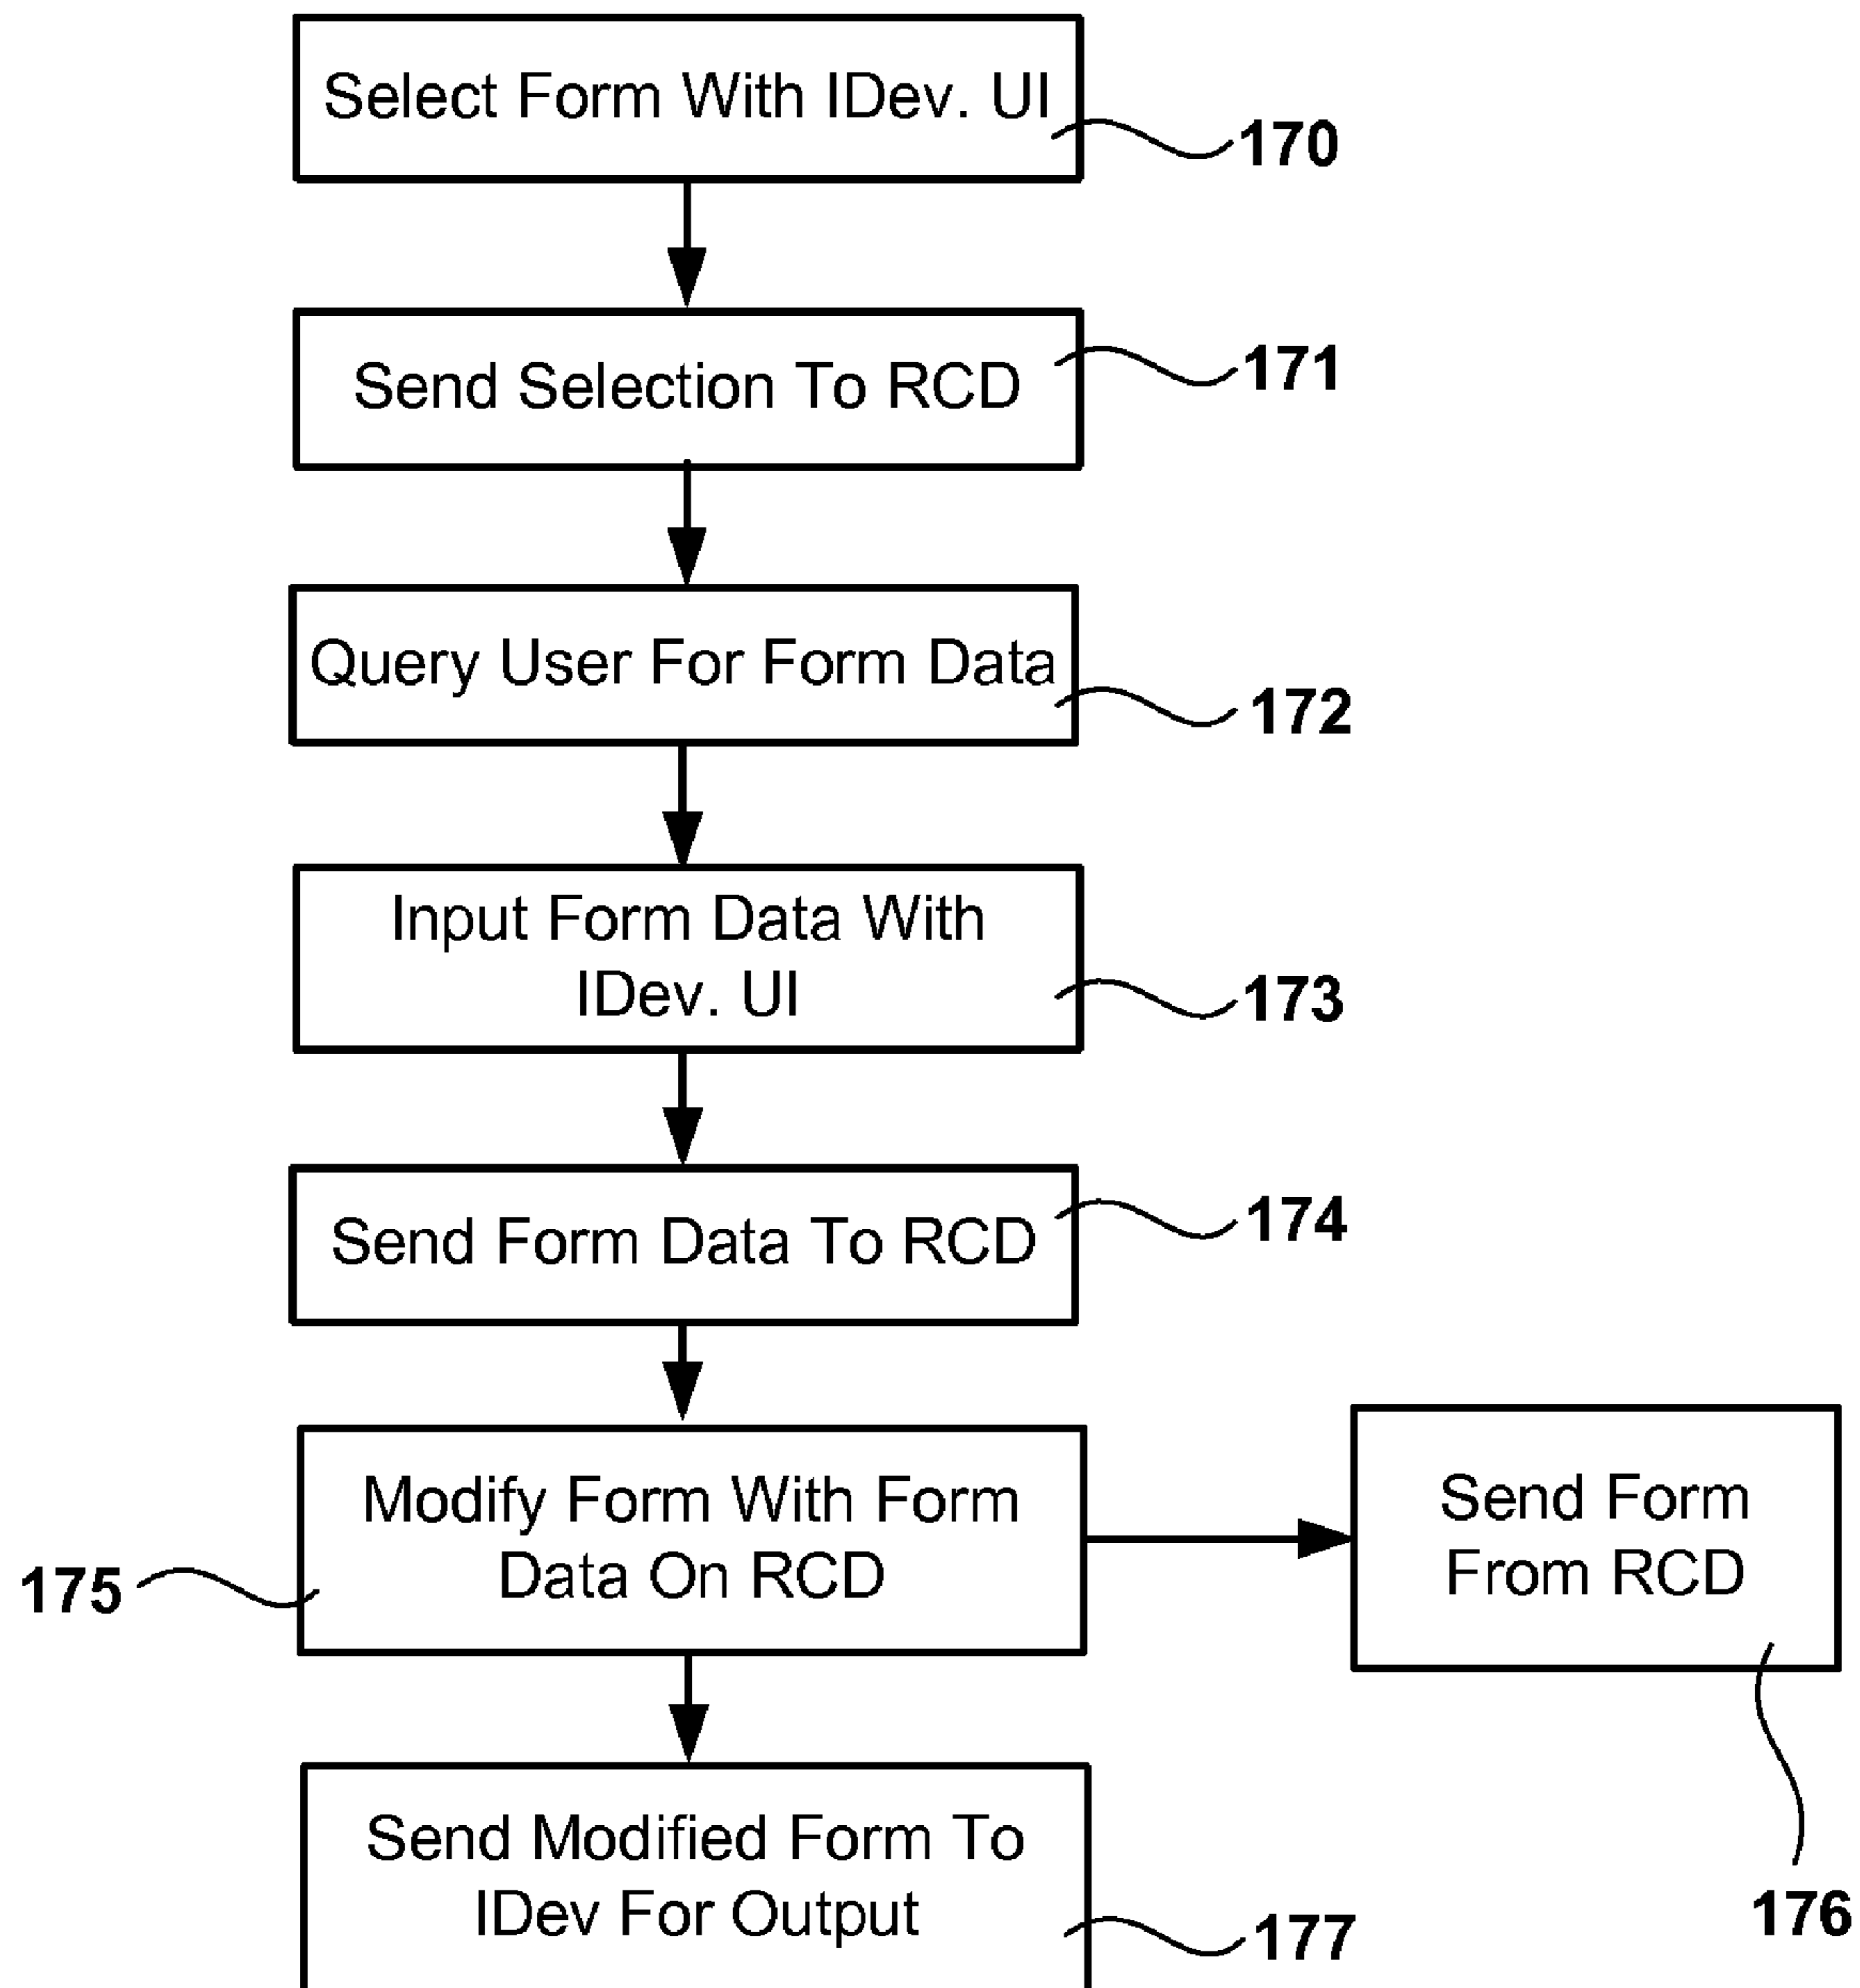 Select Form With IDev. UI
170
Send Selection To RCD
171
Query User For Form Data
172
Input Form Data With
IDev. UI
173
Send Form Data To RCD
174
Modify Form With Form
Data On RCD
175
Send Form
From RCD
176
Send Modified Form To
IDev For Output
177